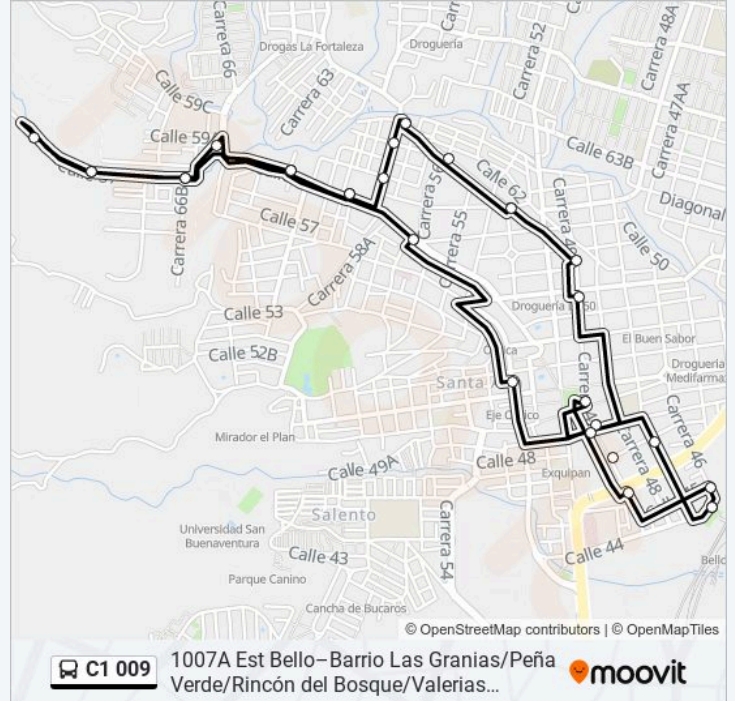 Carrera 66
Drogas La Fortaleza
Droguería
Carrera 52
Carrera 48A
Calle 59C
Carrera 63
Carrera 47AA
Calle 59A
Calle 63B
Carrera 66B
Carrera 56
Calle 62
Diagonal
Calle 57
Carrera 55
Calle 50
Carrera 58A
Calle 53
Droguería
El Buen Sabor
Calle 52B
Droguería
Medifarma
Santa
Mirador el Plan
Carrera 46
Calle 48
Carrera 48
Calle 49A
Exquipan
Salento
Universidad San
Buenaventura
Carrera 54
Calle 44
Calle 43
Bello
Parque Canino
Cancha de Bucaros
© OpenStreetMap contributors | © OpenMapTiles
C1 009
1007A Est Bello–Barrio Las Granias/Peña
Verde/Rincón del Bosque/Valerias…
moovit